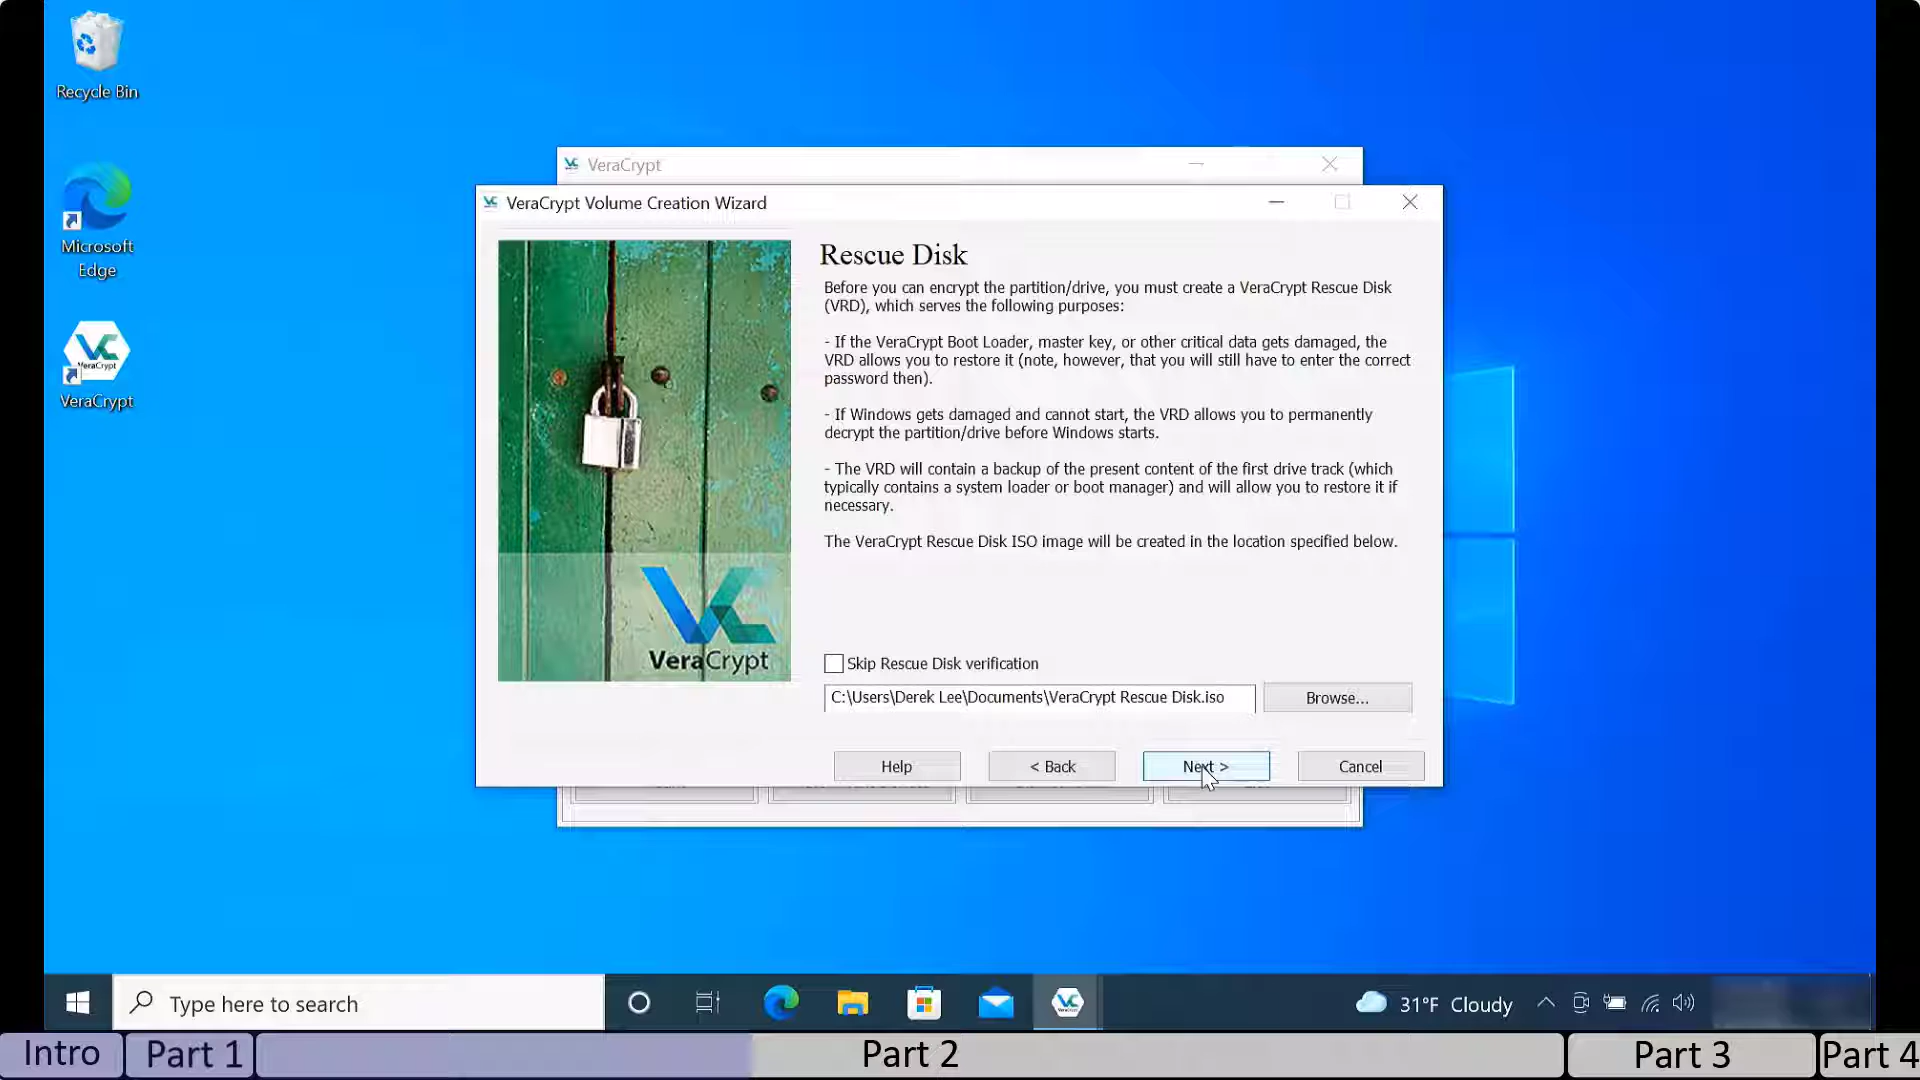 Recycle Bin
Microsoft
Edge
VeraCrypt
VeraCrypt
VeraCrypt
VeraCrypt Volume Creation Wizard
Rescue Disk
Before you can encrypt the partition/drive, you must create a VeraCrypt Rescue Disk
(VRD), which serves the following purposes:
- If the VeraCrypt Boot Loader, master key, or other critical data gets damaged, the
VRD allows you to restore it (note, however, that you will still have to enter the correct
password then).
- If Windows gets damaged and cannot start, the VRD allows you to permanently
decrypt the partition/drive before Windows starts.
- The VRD will contain a backup of the present content of the first drive track (which
typically contains a system loader or boot manager) and will allow you to restore it if
necessary.
The VeraCrypt Rescue Disk ISO image will be created in the location specified below.
VeraCrypt
Skip Rescue Disk verification
C:\Users\Derek Lee\Documents\VeraCrypt Rescue Disk.iso
Browse...
Help
< Back
Next >
Cancel
Type here to search
VeraCrypt
31°F Cloudy
Intro
Part 1
Part 2
Part 3
Part 4